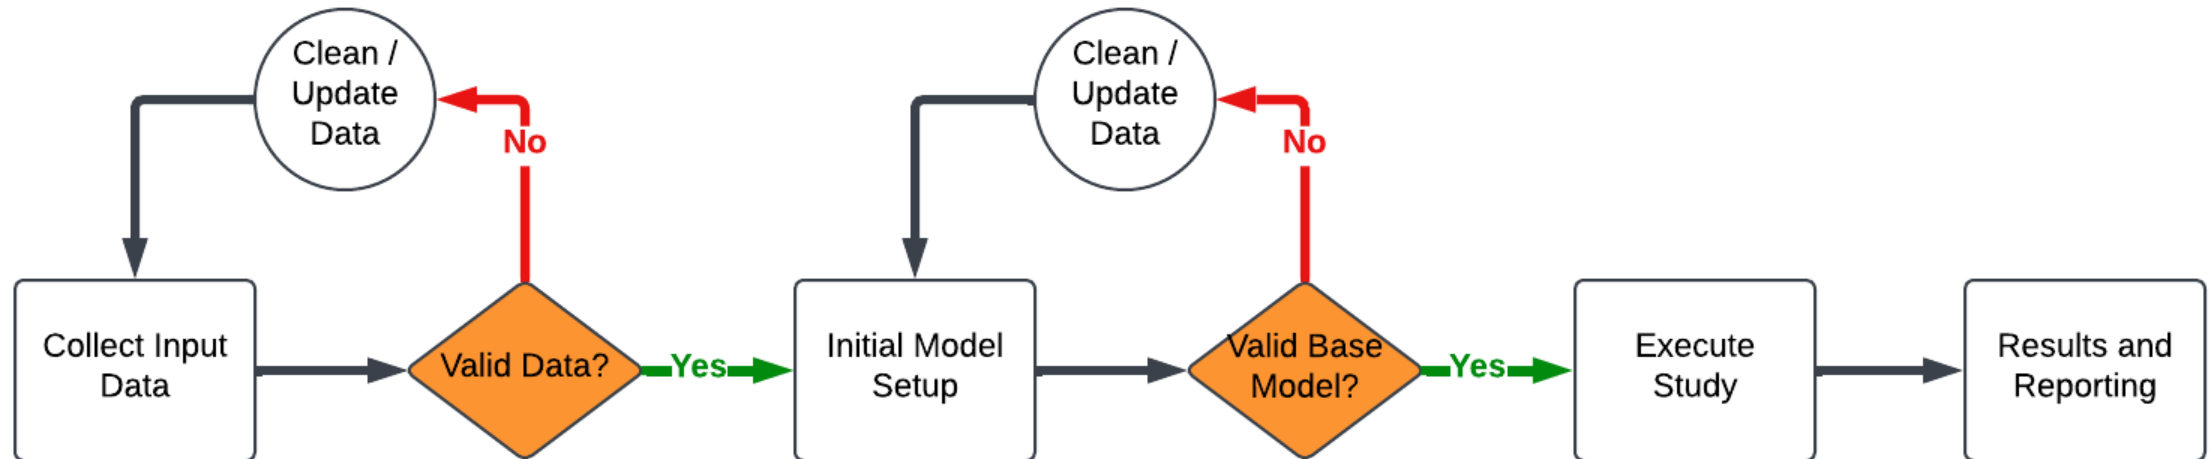 Clean /
Update
Data
No
Clean /
Update
Data
No
Collect Input
Data
Valid Data?
Yes
Initial Model
Setup
Valid Base
Model?
Yes
Execute
Study
Results and
Reporting